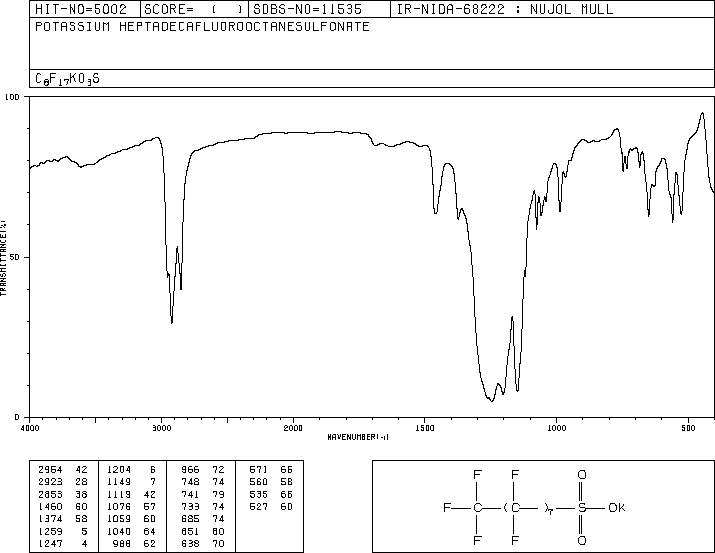 HIT-NO=5002 SCORE= ( ) SDBS-NO=11535 IR-NIDA-68222 : NUJOL MULL
POTASSIUM HEPTADECAFLUOROOCTANESULFONATE
C8F17KO3S
100
TRANSMITTANCE(%)
50
0
4000 3000 2000 1500 1000 500
WAVENUMBER(-1)
2954 42 1204 6 966 72 571 66
2923 28 1149 7 748 74 560 58
2853 38 1119 42 741 79 535 66
1460 60 1076 57 733 74 527 60
1374 58 1059 60 685 74
1259 5 1040 64 651 60
1247 4 988 62 638 70
F F O
F C (C )7 S OK
F F O